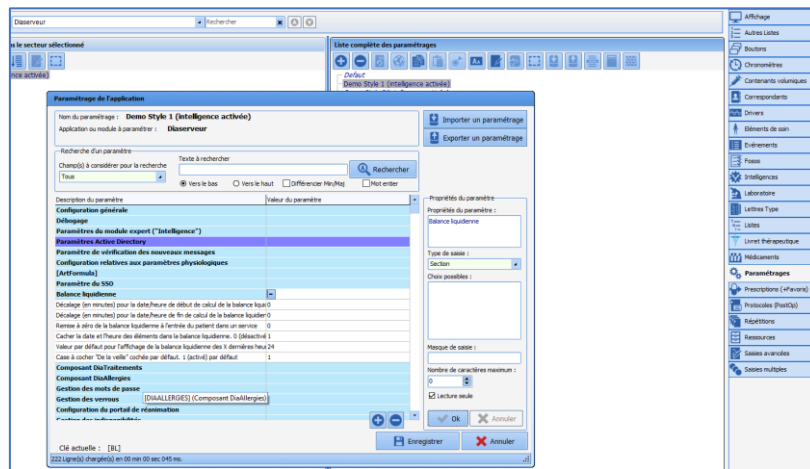 Diaserveur
Rechercher
le secteur sélectionné
Liste complète des paramétrages
Defaut
Demo Style 1 (intelligence activée)
nce activée)
Paramétrage de l'application
Nom du paramétrage : Demo Style 1 (intelligence activée)
Application ou module à paramétrer : Diaserveur
Importer un paramétrage
Exporter un paramétrage
Recherche d'un paramètre
Champ(s) à considérer pour la recherche
Texte à rechercher
Tous
Rechercher
Vers le bas
Vers le haut
Différencier Min/Maj
Mot entier
Description du paramètre
Valeur du paramètre
Configuration générale
Débogage
Paramètres du module expert ("Intelligence")
Paramètres Active Directory
Paramètre de vérification des nouveaux messages
Configuration relatives aux paramètres physiologiques
[ArtFormula]
Paramètre du SSO
Balance liquidienne
Décalage (en minutes) pour la date/heure de début de calcul de la balance liquid 0
Décalage (en minutes) pour la date/heure de fin de calcul de la balance liquidier 0
Remise à zéro de la balance liquidienne à l'entrée du patient dans un service 0
Cacher la date et l'heure des éléments dans la balance liquidienne. 0 (désactivé 1
Valeur par défaut pour l'affichage de la balance liquidienne des X dernières heu 24
Case à cocher "De la veille" cochée par défaut. 1 (activé) par défaut 1
Composant DiaTraitements
Composant DiaAllergies
Gestion des mots de passe
Gestion des verrous
[DIAALLERGIES] (Composant DiaAllergies)
Configuration du portail de réanimation
Propriétés du paramètre
Propriétés du paramètre :
Balance liquidienne
Type de saisie :
Section
Choix possibles :
Masque de saisie :
Nombre de caractères maximum :
0
Lecture seule
Ok
Annuler
Enregistrer
Annuler
Clé actuelle : [BL]
222 Ligne(s) chargée(s) en 00 min 00 sec 045 ms.
Affichage
Autres Listes
Boutons
Chronomètres
Contenants volumiques
Correspondants
Drivers
Eléments de soin
Evénements
Fosos
Intelligences
Laboratoire
Lettres Type
Listes
Livret thérapeutique
Médicaments
Paramétrages
Prescriptions (+Favoris)
Protocoles (PostOp)
Répétitions
Ressources
Saisies avancées
Saisies multiples